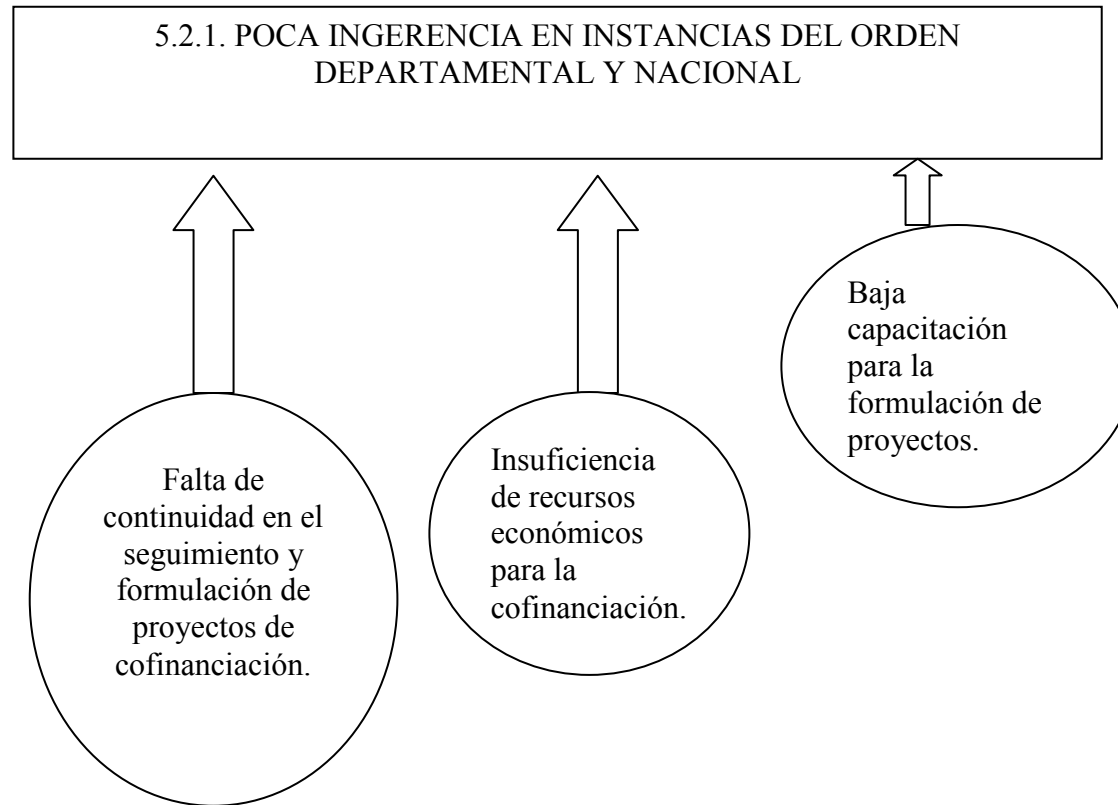 5.2.1. POCA INGERENCIA EN INSTANCIAS DEL ORDEN
DEPARTAMENTAL Y NACIONAL
Falta de
continuidad en el
seguimiento y
formulación de
proyectos de
cofinanciación.
Insuficiencia
de recursos
económicos
para la
cofinanciación.
Baja
capacitación
para la
formulación de
proyectos.